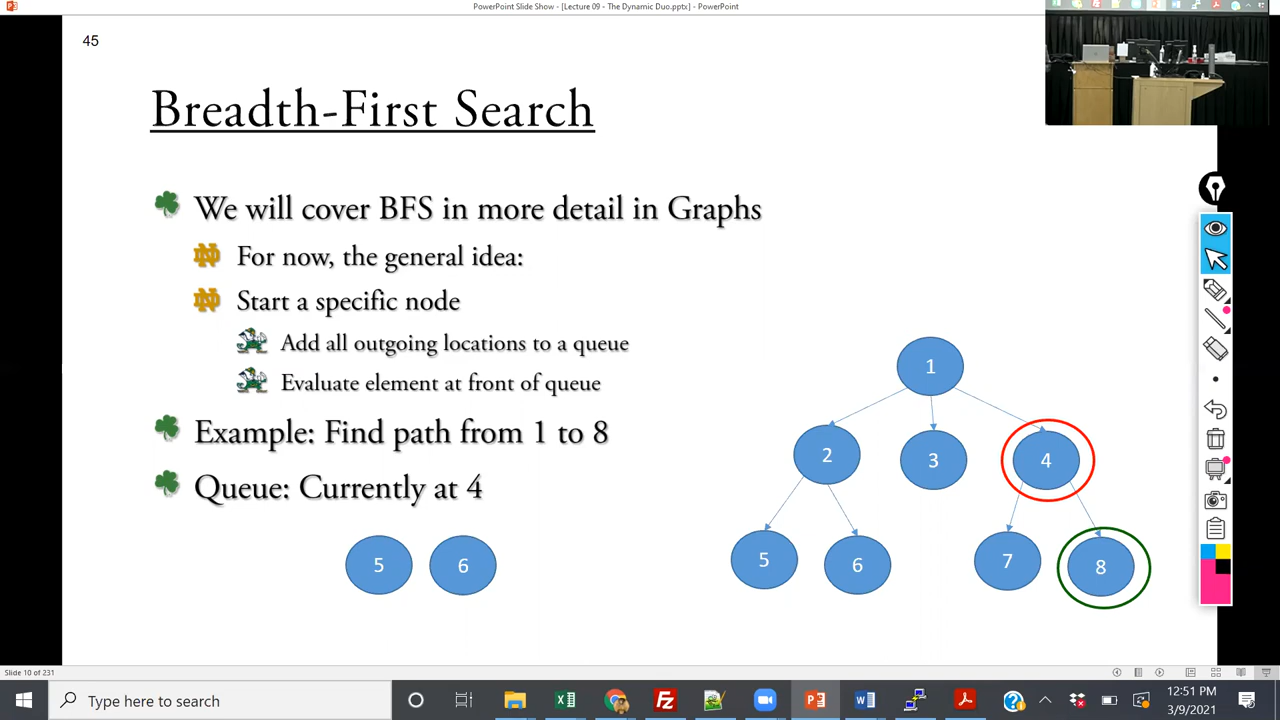 PowerPoint Slide Show - [Lecture 09 - The Dynamic Duo.pptx] - PowerPoint
45
Breadth-First Search
We will cover BFS in more detail in Graphs
For now, the general idea:
Start a specific node
Add all outgoing locations to a queue
Evaluate element at front of queue
Example: Find path from 1 to 8
Queue: Currently at 4
5 6
1
2 3 4
5 6 7 8
Slide 10 of 231
Type here to search
12:51 PM
3/9/2021